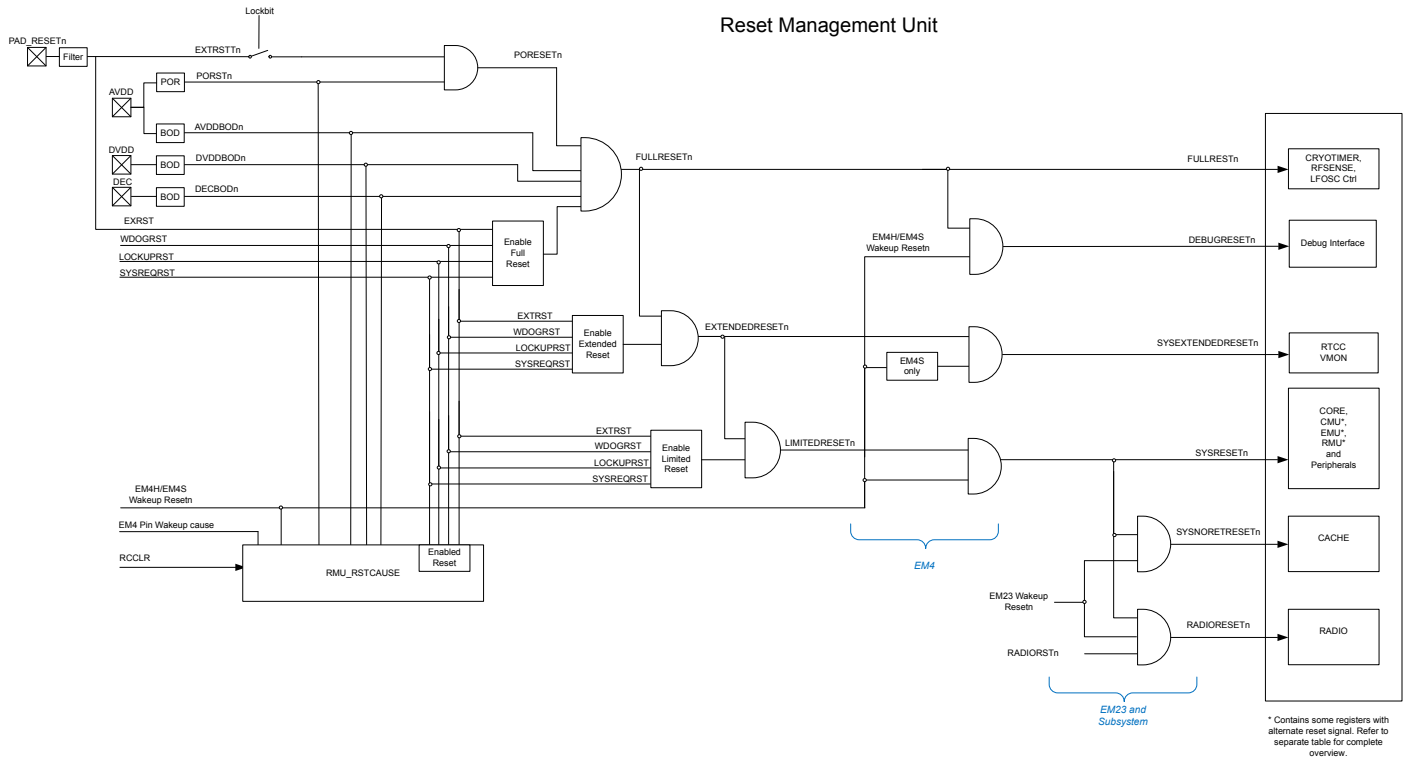 Reset Management Unit
Lockbit
PAD_RESETn
Filter
EXTRSTTn
PORESETn
AVDD
POR
PORSTn
BOD
AVDDBODn
DVDD
BOD
DVDDBODn
DEC
BOD
DECBODn
EXRST
WDOGRST
LOCKUPRST
SYSREQRST
Enable
Full
Reset
FULLRESETn
FULLRESTn
CRYOTIMER,
RFSENSE,
LFOSC Ctrl
EM4H/EM4S
Wakeup Resetn
DEBUGRESETn
Debug Interface
EXTRST
WDOGRST
LOCKUPRST
SYSREQRST
Enable
Extended
Reset
EXTENDEDRESETn
EM4S
only
SYSEXTENDEDRESETn
RTCC
VMON
EXTRST
WDOGRST
LOCKUPRST
SYSREQRST
Enable
Limited
Reset
LIMITEDRESETn
SYSRESETn
CORE,
CMU*,
EMU*,
RMU*
and
Peripherals
EM4H/EM4S
Wakeup Resetn
EM4 Pin Wakeup cause
RCCLR
RMU_RSTCAUSE
Enabled
Reset
EM4
SYSNORETRESETn
CACHE
EM23 Wakeup
Resetn
RADIORSTn
RADIORESETn
RADIO
EM23 and
Subsystem
* Contains some registers with
alternate reset signal. Refer to
separate table for complete
overview.